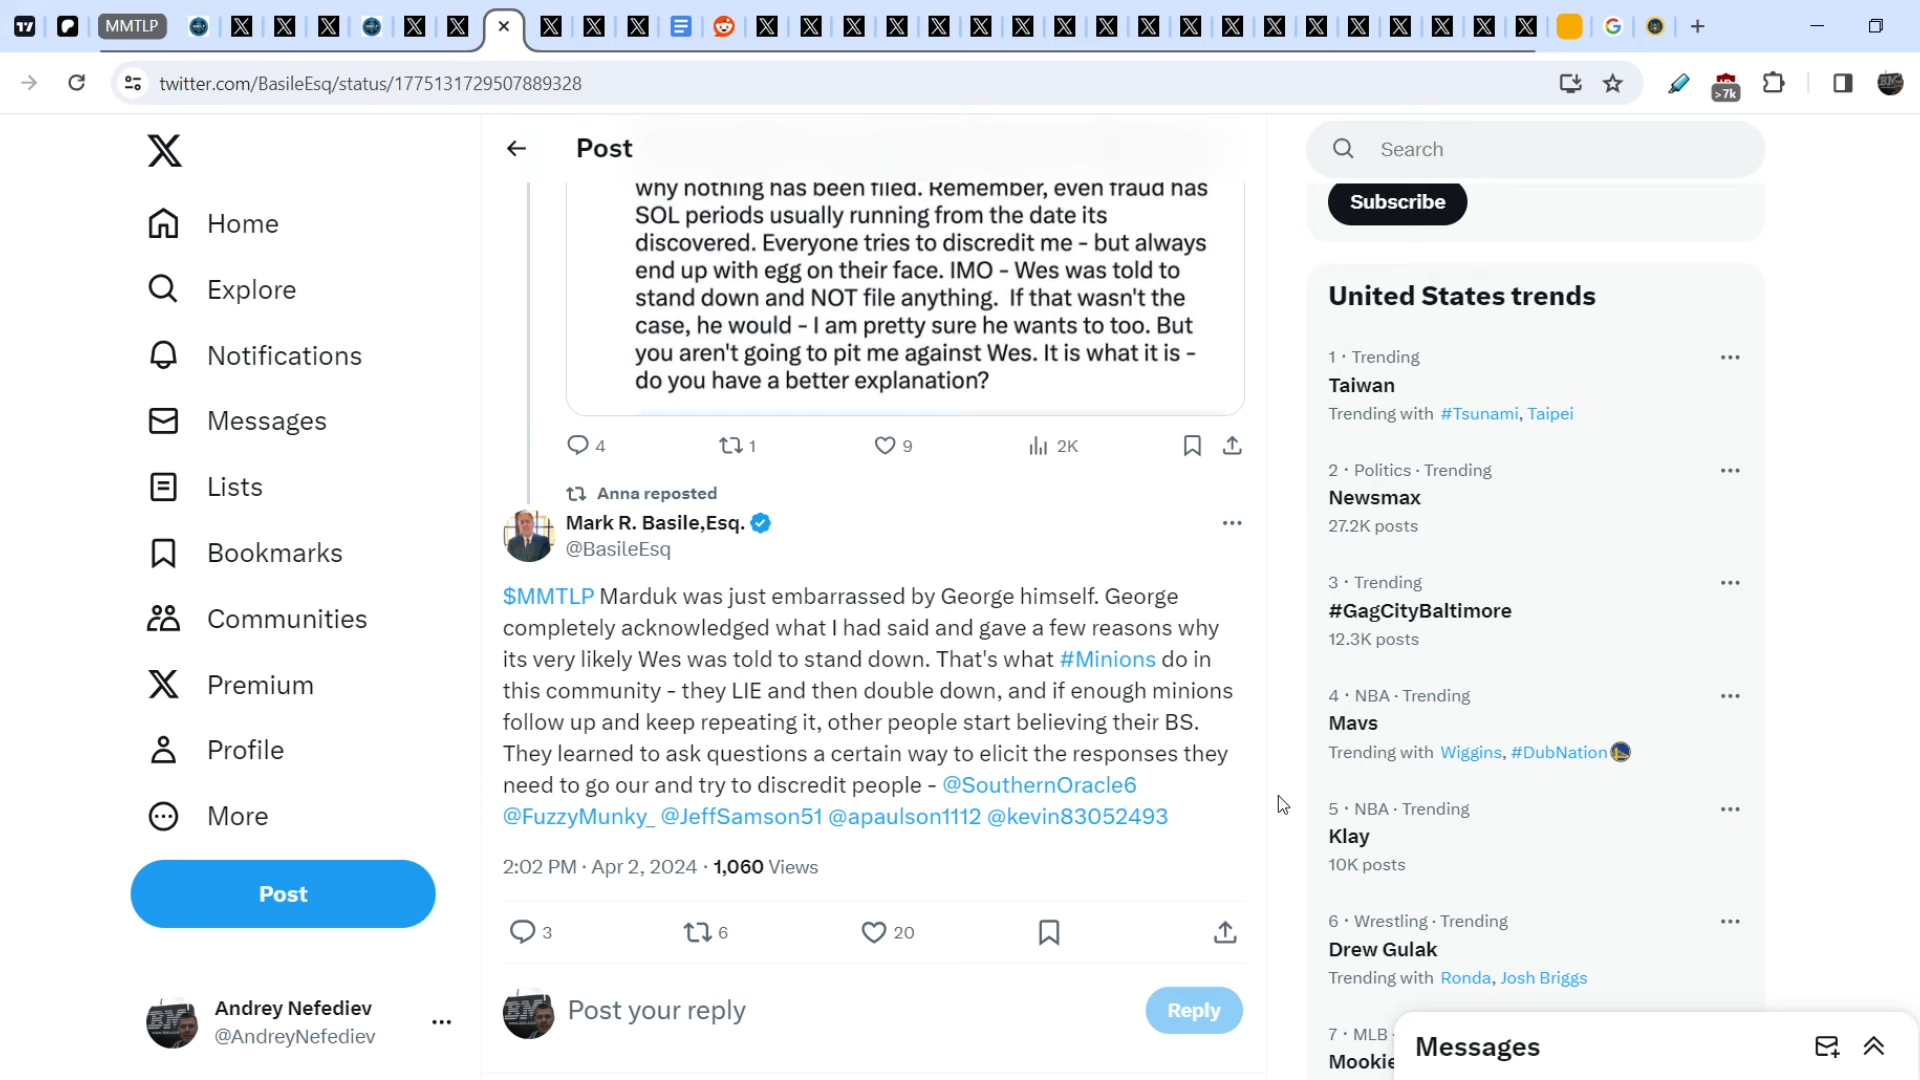 MMTLP
twitter.com/BasileEsq/status/1775131729507889328
>7k
Home
Explore
Notifications
Messages
Lists
Bookmarks
Communities
Premium
Profile
More
Post
Andrey Nefediev
@AndreyNefediev
Post
why nothing has been filed. Remember, even fraud has
SOL periods usually running from the date its
discovered. Everyone tries to discredit me - but always
end up with egg on their face. IMO - Wes was told to
stand down and NOT file anything.  If that wasn't the
case, he would - I am pretty sure he wants to too. But
you aren't going to pit me against Wes. It is what it is -
do you have a better explanation?
4 1 9 2K
Anna reposted
Mark R. Basile,Esq.
@BasileEsq
$MMTLP Marduk was just embarrassed by George himself. George
completely acknowledged what I had said and gave a few reasons why
its very likely Wes was told to stand down. That's what #Minions do in
this community - they LIE and then double down, and if enough minions
follow up and keep repeating it, other people start believing their BS.
They learned to ask questions a certain way to elicit the responses they
need to go our and try to discredit people - @SouthernOracle6
@FuzzyMunky_ @JeffSamson51 @apaulson1112 @kevin83052493
2:02 PM · Apr 2, 2024 · 1,060 Views
3 6 20
Post your reply
Reply
Search
Subscribe
United States trends
1 · Trending
Taiwan
Trending with #Tsunami, Taipei
2 · Politics · Trending
Newsmax
27.2K posts
3 · Trending
#GagCityBaltimore
12.3K posts
4 · NBA · Trending
Mavs
Trending with Wiggins, #DubNation
5 · NBA · Trending
Klay
10K posts
6 · Wrestling · Trending
Drew Gulak
Trending with Ronda, Josh Briggs
7 · MLB ·
Mookie
Messages